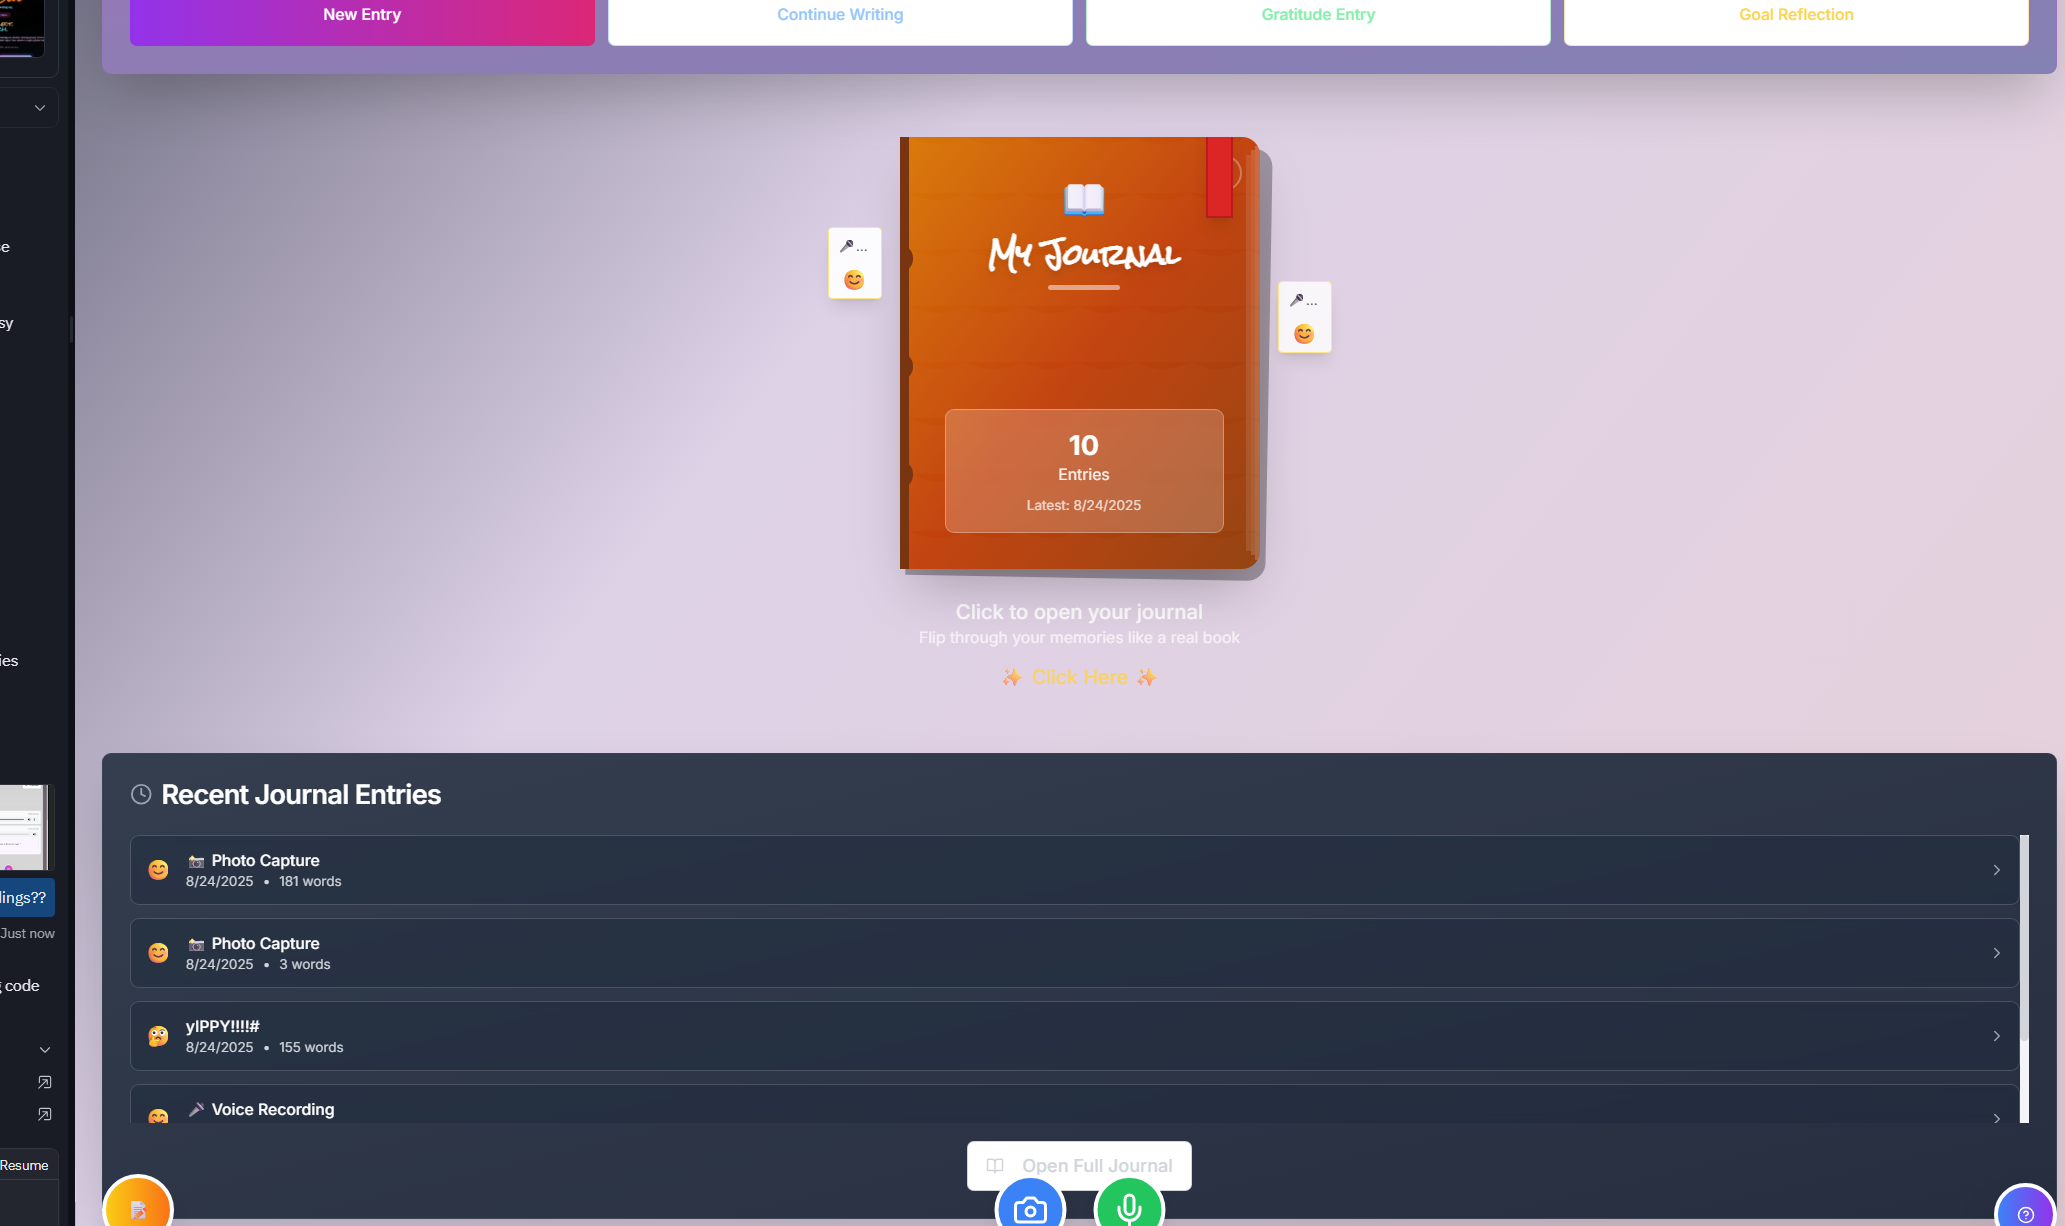 New Entry
Continue Writing
Gratitude Entry
Goal Reflection
My Journal
...
...
10
Entries
Latest: 8/24/2025
Click to open your journal
Flip through your memories like a real book
✨ Click Here ✨
Recent Journal Entries
Photo Capture
8/24/2025 • 181 words
Photo Capture
8/24/2025 • 3 words
yIPPY!!!!#
8/24/2025 • 155 words
Voice Recording
Open Full Journal
sy
ies
ings??
Just now
code
Resume